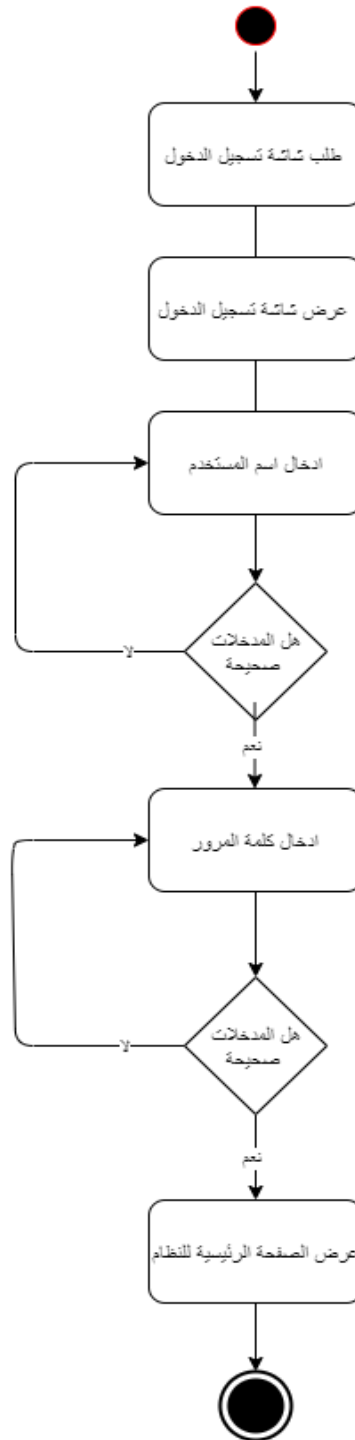 طلب شاشة تسجيل الدخول
عرض شاشة تسجيل الدخول
ادخال اسم المستخدم
هل المدخلات
صحيحة
لا
نعم
ادخال كلمة المرور
هل المدخلات
صحيحة
لا
نعم
عرض الصفحة الرئيسية للنظام